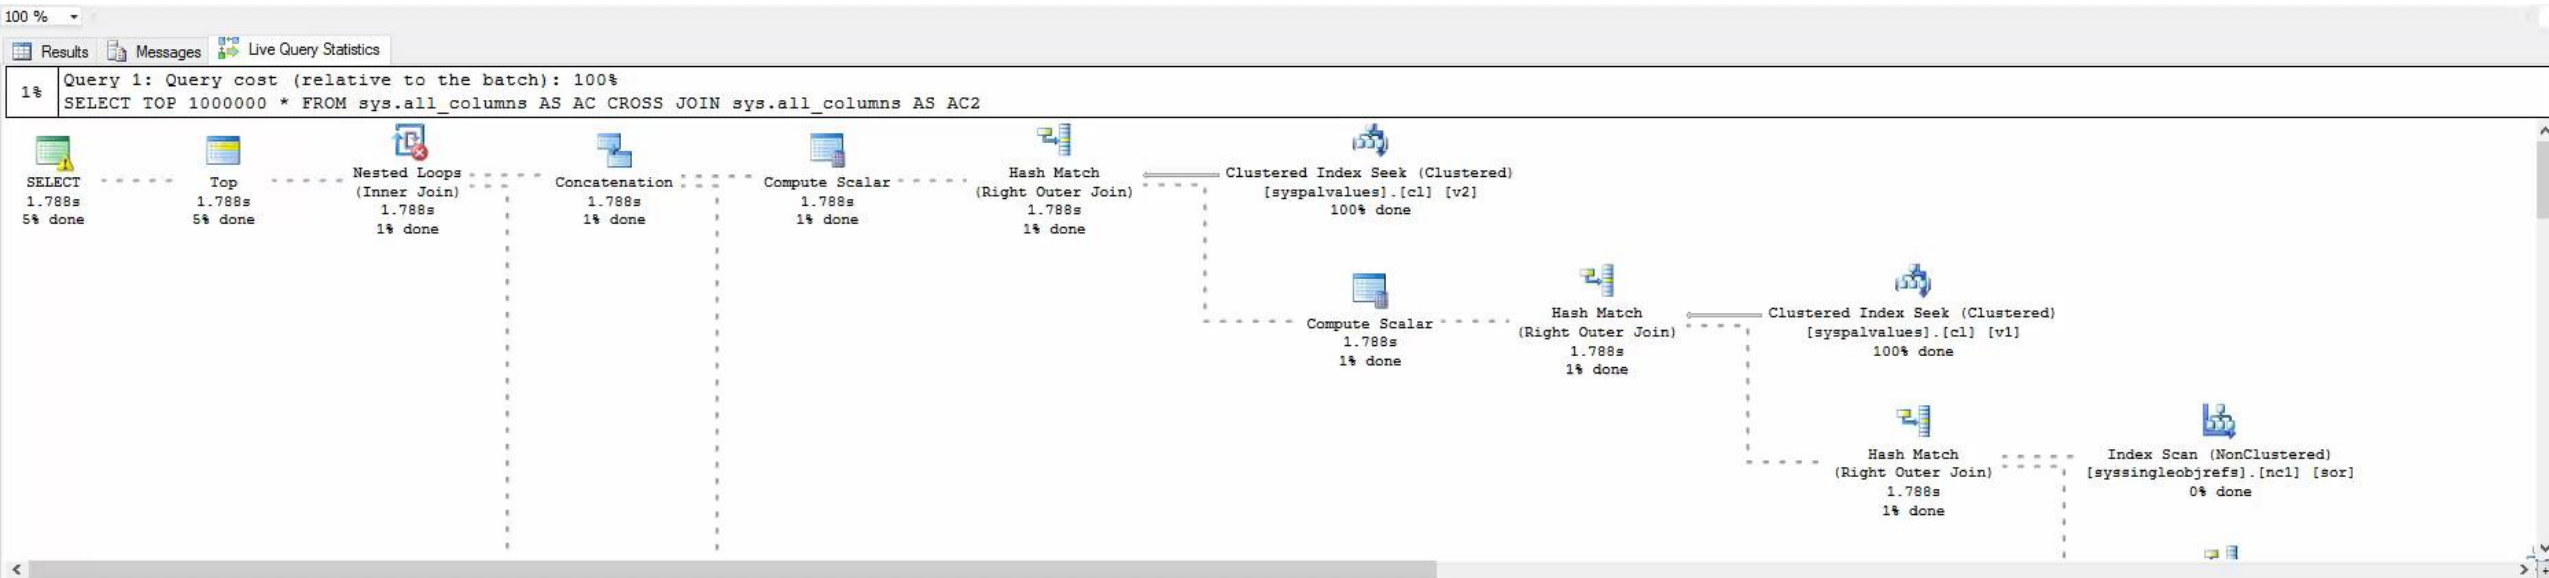 100 %
Results Messages Live Query Statistics
1%
Query 1: Query cost (relative to the batch): 100%
SELECT TOP 1000000 * FROM sys.all_columns AS AC CROSS JOIN sys.all_columns AS AC2
SELECT
1.788s
5% done
Top
1.788s
5% done
Nested Loops
(Inner Join)
1.788s
1% done
Concatenation
1.788s
1% done
Compute Scalar
1.788s
1% done
Hash Match
(Right Outer Join)
1.788s
1% done
Clustered Index Seek (Clustered)
[syspalvalues].[cl] [v2]
100% done
Compute Scalar
1.788s
1% done
Hash Match
(Right Outer Join)
1.788s
1% done
Clustered Index Seek (Clustered)
[syspalvalues].[cl] [v1]
100% done
Hash Match
(Right Outer Join)
1.788s
1% done
Index Scan (NonClustered)
[syssingleobjrefs].[nc1] [sor]
0% done